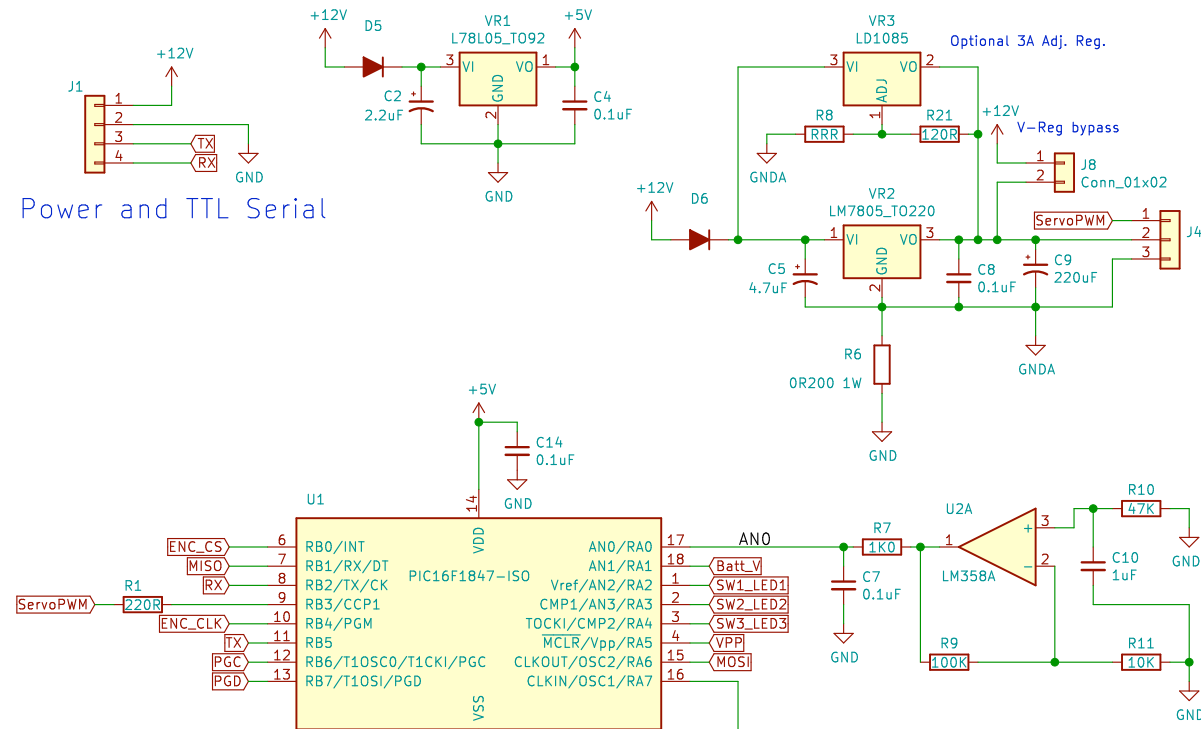 J1
+12V
1
2
3
4
TX
RX
GND
Power and TTL Serial
+12V
D5
VR1
L78L05_TO92
+5V
3
VI
VO
1
GND
2
C2
2.2uF
C4
0.1uF
GND
VR3
LD1085
Optional 3A Adj. Reg.
3
VI
VO
2
ADJ
1
R8
RRR
R21
120R
GNDA
+12V
V-Reg bypass
1
2
J8
Conn_01x02
+12V
D6
VR2
LM7805_TO220
1
VI
VO
3
GND
2
C5
4.7uF
C8
0.1uF
C9
220uF
ServoPWM
1
2
3
J4
GNDA
R6
0R200 1W
GND
+5V
C14
0.1uF
GND
U1
14
VDD
PIC16F1847-ISO
VSS
ENC_CS
6
RB0/INT
MISO
7
RB1/RX/DT
RX
8
RB2/TX/CK
ServoPWM
R1
220R
9
RB3/CCP1
ENC_CLK
10
RB4/PGM
TX
11
RB5
PGC
12
RB6/T1OSC0/T1CKI/PGC
PGD
13
RB7/T1OSI/PGD
AN0/RA0
17
AN0
AN1/RA1
18
Batt_V
Vref/AN2/RA2
1
SW1_LED1
CMP1/AN3/RA3
2
SW2_LED2
TOCKI/CMP2/RA4
3
SW3_LED3
MCLR/Vpp/RA5
4
VPP
CLKOUT/OSC2/RA6
15
MOSI
CLKIN/OSC1/RA7
16
R7
1K0
C7
0.1uF
GND
U2A
LM358A
1
+
3
-
2
R10
47K
GND
C10
1uF
R9
100K
R11
10K
GND